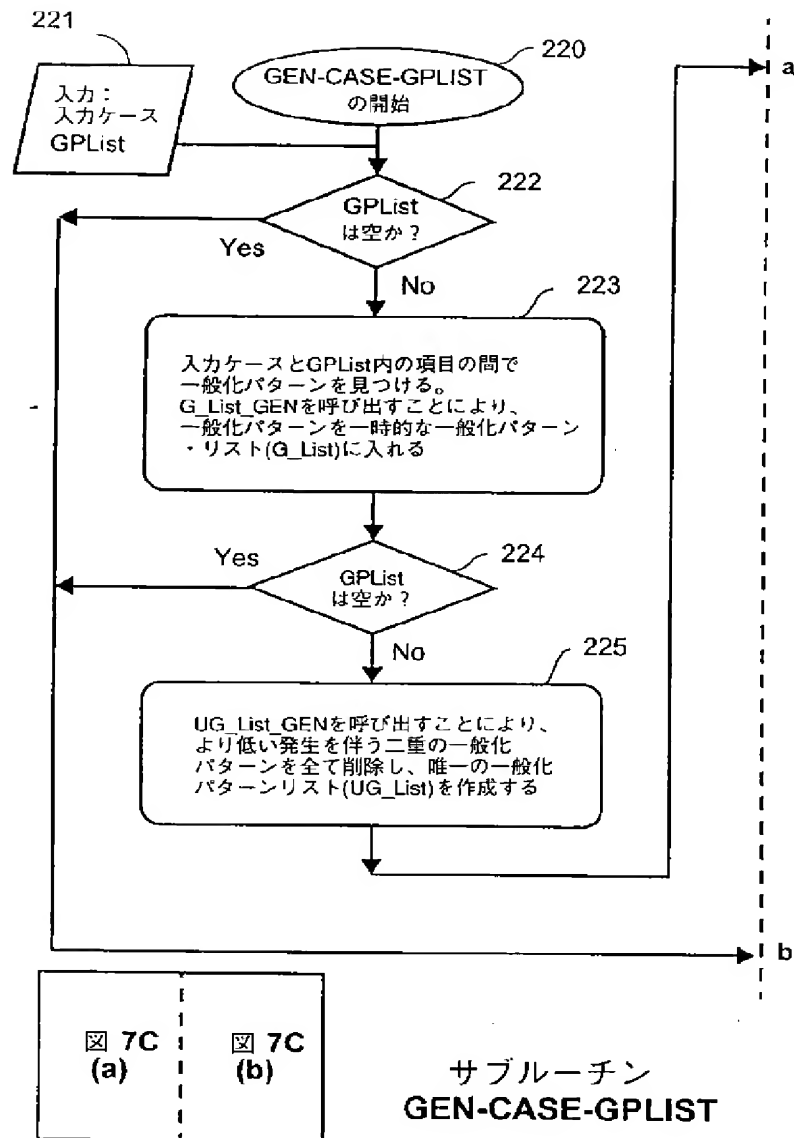 221
入力：
入力ケース
GPList
220
GEN-CASE-GPLIST
の開始
a
222
GPList
は空か？
Yes
No
223
入力ケースとGPList内の項目の間で
一般化パターンを見つける。
G_List_GENを呼び出すことにより、
一般化パターンを一時的な一般化パターン
・リスト(G_List)に入れる
Yes
224
GPList
は空か？
No
225
UG_List_GENを呼び出すことにより、
より低い発生を伴う二重の一般化
パターンを全て削除し、唯一の一般化
パターンリスト(UG_List)を作成する
b
図 7C
(a)
図 7C
(b)
サブルーチン
GEN-CASE-GPLIST